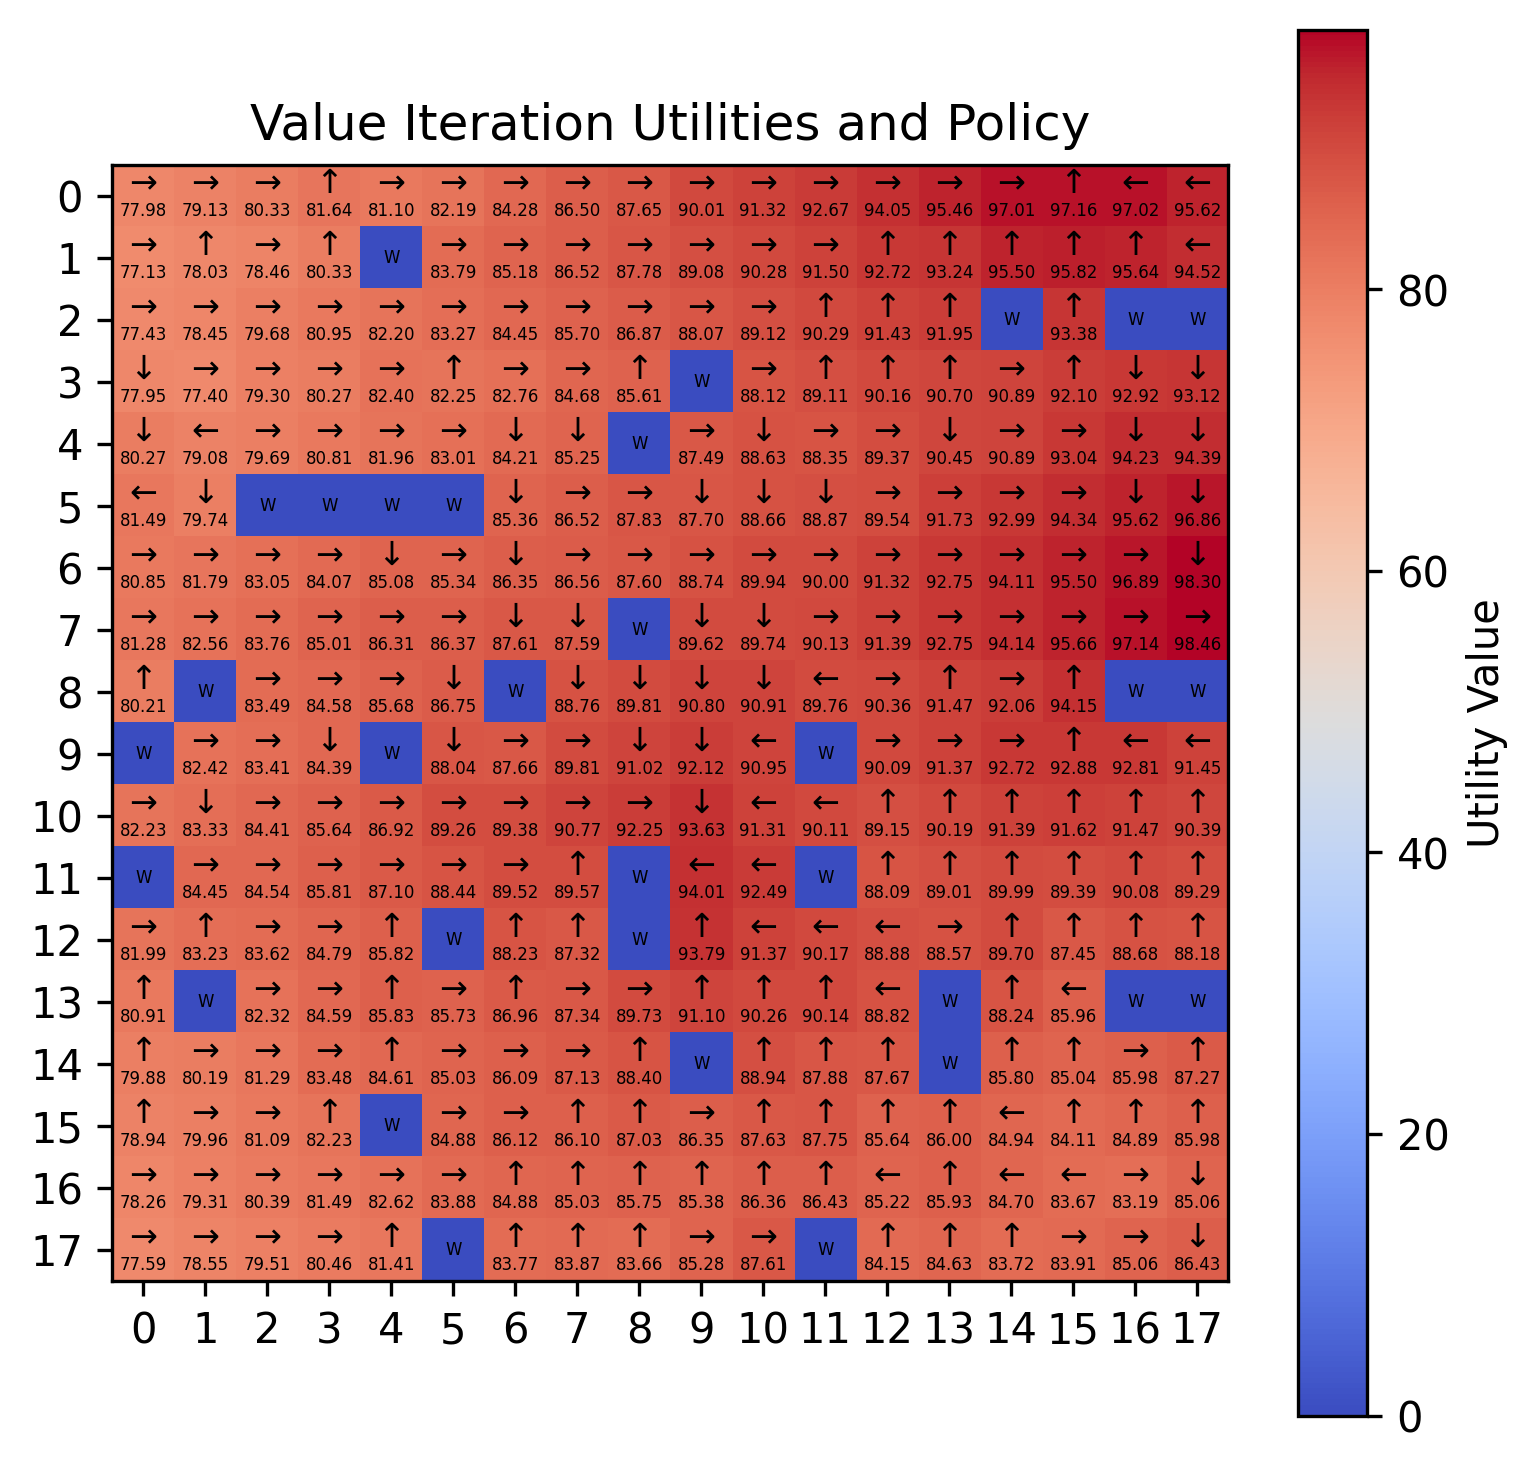 Value Iteration Utilities and Policy
0 → → → ↑ → → → → → → → → → → → ↑ ← ←
77.98 79.13 80.33 81.64 81.10 82.19 84.28 86.50 87.65 90.01 91.32 92.67 94.05 95.46 97.01 97.16 97.02 95.62
1 → ↑ → ↑ W → → → → → → → ↑ ↑ ↑ ↑ ↑ ←
77.13 78.03 78.46 80.33 83.79 85.18 86.52 87.78 89.08 90.28 91.50 92.72 93.24 95.50 95.82 95.64 94.52
2 → → → → → → → → → → → ↑ ↑ ↑ W ↑ W W
77.43 78.45 79.68 80.95 82.20 83.27 84.45 85.70 86.87 88.07 89.12 90.29 91.43 91.95 93.38
3 ↓ → → → → ↑ → → ↑ W → ↑ ↑ ↑ → ↑ ↓ ↓
77.95 77.40 79.30 80.27 82.40 82.25 82.76 84.68 85.61 88.12 89.11 90.16 90.70 90.89 92.10 92.92 93.12
4 ↓ ← → → → → ↓ ↓ W → ↓ → → ↓ → → ↓ ↓
80.27 79.08 79.69 80.81 81.96 83.01 84.21 85.25 87.49 88.63 88.35 89.37 90.45 90.89 93.04 94.23 94.39
5 ← ↓ W W W W ↓ → → ↓ ↓ ↓ → → → → ↓ ↓
81.49 79.74 85.36 86.52 87.83 87.70 88.66 88.87 89.54 91.73 92.99 94.34 95.62 96.86
6 → → → → ↓ → ↓ → → → → → → → → → → ↓
80.85 81.79 83.05 84.07 85.08 85.34 86.35 86.56 87.60 88.74 89.94 90.00 91.32 92.75 94.11 95.50 96.89 98.30
7 → → → → → → ↓ ↓ W ↓ ↓ → → → → → → →
81.28 82.56 83.76 85.01 86.31 86.37 87.61 87.59 89.62 89.74 90.13 91.39 92.75 94.14 95.66 97.14 98.46
8 ↑ W → → → ↓ W ↓ ↓ ↓ ↓ ← → ↑ → ↑ W W
80.21 83.49 84.58 85.68 86.75 88.76 89.81 90.80 90.91 89.76 90.36 91.47 92.06 94.15
9 W → → ↓ W ↓ → → ↓ ↓ ← W → → → ↑ ← ←
82.42 83.41 84.39 88.04 87.66 89.81 91.02 92.12 90.95 90.09 91.37 92.72 92.88 92.81 91.45
10 → ↓ → → → → → → → ↓ ← ← ↑ ↑ ↑ ↑ ↑ ↑
82.23 83.33 84.41 85.64 86.92 89.26 89.38 90.77 92.25 93.63 91.31 90.11 89.15 90.19 91.39 91.62 91.47 90.39
11 W → → → → → → ↑ W ← ← W ↑ ↑ ↑ ↑ ↑ ↑
84.45 84.54 85.81 87.10 88.44 89.52 89.57 94.01 92.49 88.09 89.01 89.99 89.39 90.08 89.29
12 → ↑ → → ↑ W ↑ ↑ W ↑ ← ← ← → ↑ ↑ ↑ ↑
81.99 83.23 83.62 84.79 85.82 88.23 87.32 93.79 91.37 90.17 88.88 88.57 89.70 87.45 88.68 88.18
13 ↑ W → → ↑ → ↑ → → ↑ ↑ ↑ ← W ↑ ← W W
80.91 82.32 84.59 85.83 85.73 86.96 87.34 89.73 91.10 90.26 90.14 88.82 88.24 85.96
14 ↑ → → → ↑ → → → ↑ W ↑ ↑ ↑ W ↑ ↑ → ↑
79.88 80.19 81.29 83.48 84.61 85.03 86.09 87.13 88.40 88.94 87.88 87.67 85.80 85.04 85.98 87.27
15 ↑ → → ↑ W → → ↑ ↑ → ↑ ↑ ↑ ↑ ← ↑ ↑ ↑
78.94 79.96 81.09 82.23 84.88 86.12 86.10 87.03 86.35 87.63 87.75 85.64 86.00 84.94 84.11 84.89 85.98
16 → → → → → → ↑ ↑ ↑ ↑ ↑ ↑ ← ↑ ← ← → ↓
78.26 79.31 80.39 81.49 82.62 83.88 84.88 85.03 85.75 85.38 86.36 86.43 85.22 85.93 84.70 83.67 83.19 85.06
17 → → → → ↑ W ↑ ↑ ↑ → → W ↑ ↑ ↑ → → ↓
77.59 78.55 79.51 80.46 81.41 83.77 83.87 83.66 85.28 87.61 84.15 84.63 83.72 83.91 85.06 86.43
0 1 2 3 4 5 6 7 8 9 10 11 12 13 14 15 16 17
80
60
40
20
0
Utility Value